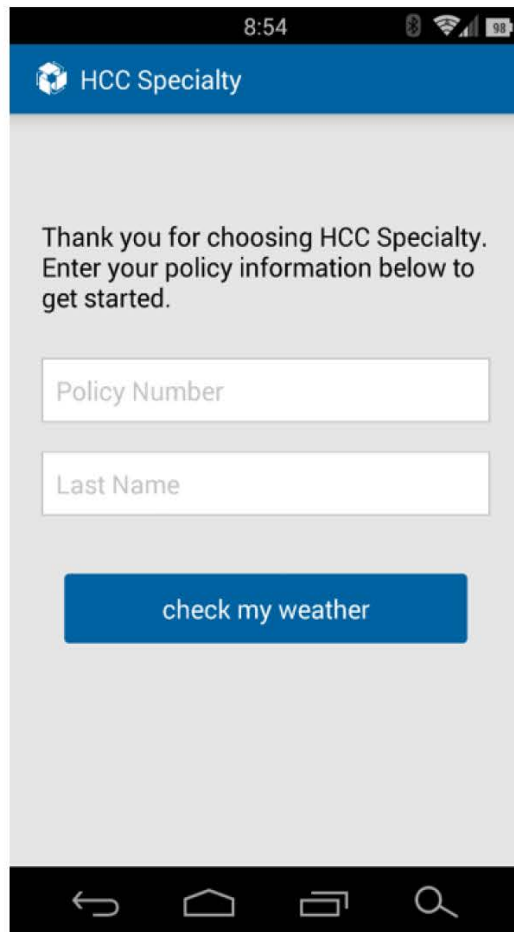 8:54
98
HCC Specialty
Thank you for choosing HCC Specialty.
Enter your policy information below to
get started.
Policy Number
Last Name
check my weather